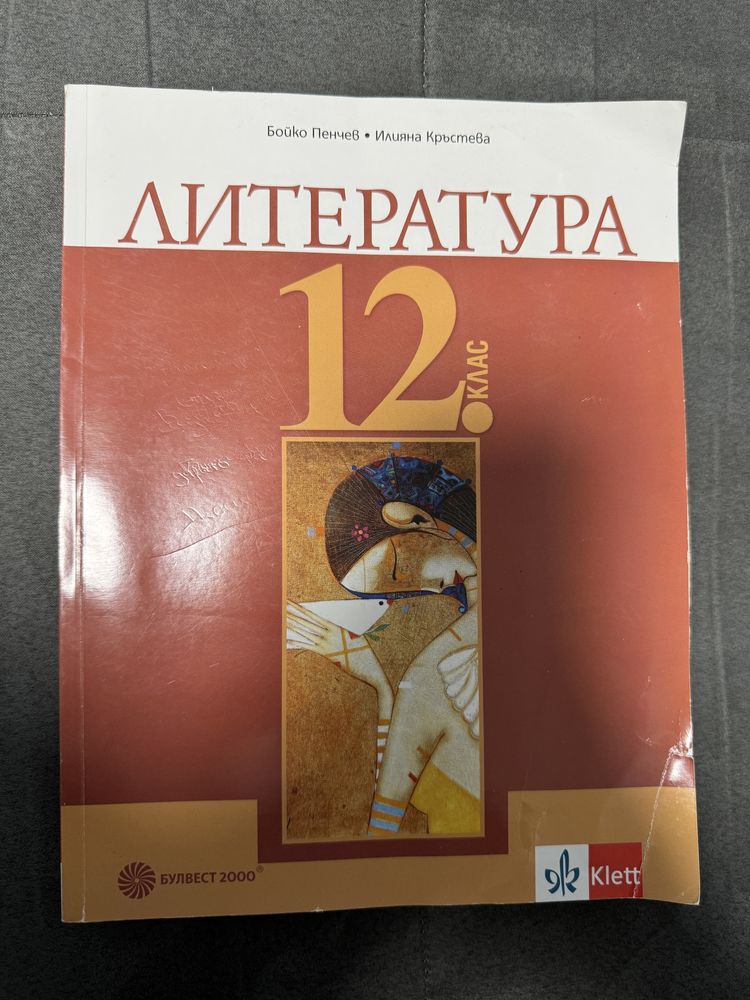 Бойко Пенчев • Илияна Кръстева
ЛИТЕРАТУРА
12.
КЛАС
БУЛВЕСТ 2000®
Klett